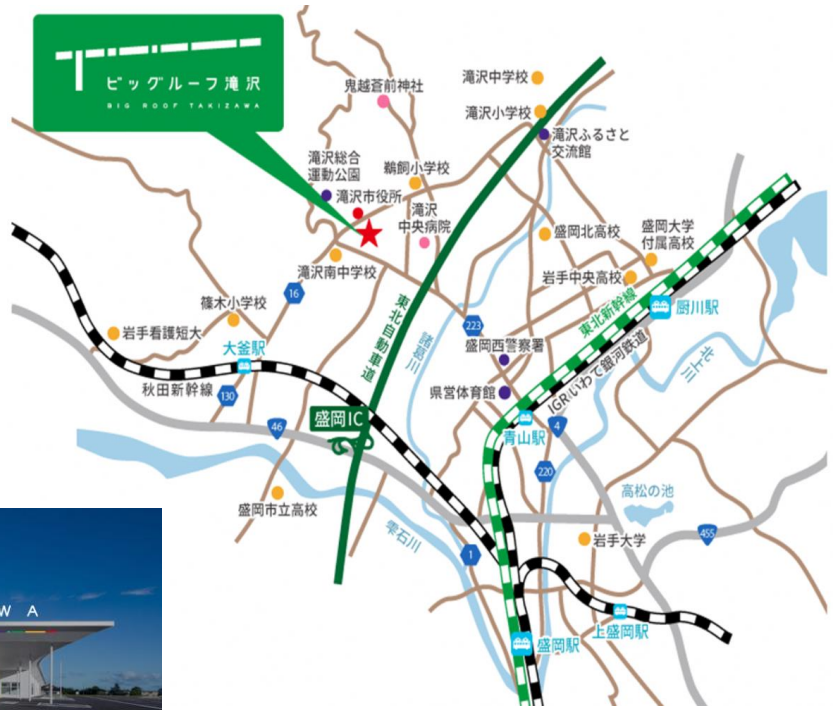 ビッグルーフ滝沢
BIG ROOF TAKIZAWA
鬼越蒼前神社
滝沢中学校
滝沢小学校
滝沢ふるさと
交流館
滝沢総合
運動公園
鵜飼小学校
滝沢市役所
滝沢
中央病院
盛岡北高校
盛岡大学
付属高校
滝沢南中学校
岩手中央高校
16
東北自動車道
東北新幹線
厨川駅
篠木小学校
岩手看護短大
223
諸葛川
大釜駅
盛岡西警察署
IGRいわて銀河鉄道
北上川
秋田新幹線
130
県営体育館
盛岡IC
46
青山駅
4
220
高松の池
盛岡市立高校
雫石川
岩手大学
455
1
W A
盛岡駅
上盛岡駅